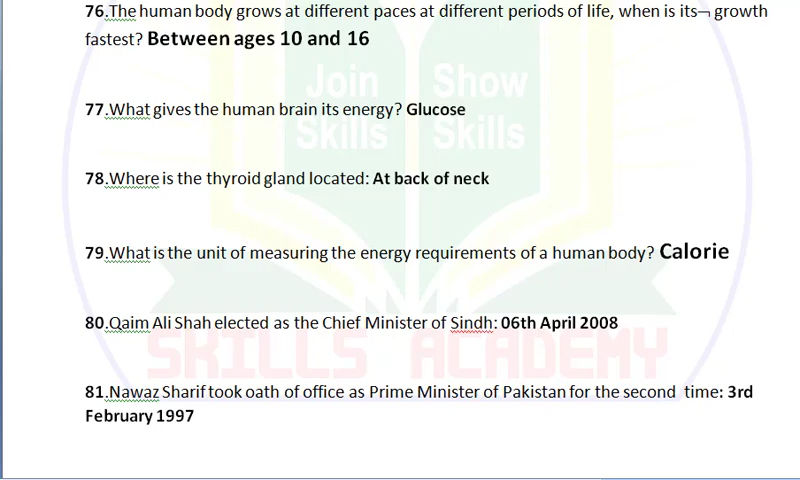 76.The human body grows at different paces at different periods of life, when is its¬ growth
fastest? Between ages 10 and 16
Join Skills
Show Skills
77.What gives the human brain its energy? Glucose
78.Where is the thyroid gland located: At back of neck
79.What is the unit of measuring the energy requirements of a human body? Calorie
80.Qaim Ali Shah elected as the Chief Minister of Sindh: 06th April 2008
SKILLS ACADEMY
81.Nawaz Sharif took oath of office as Prime Minister of Pakistan for the second time: 3rd
February 1997